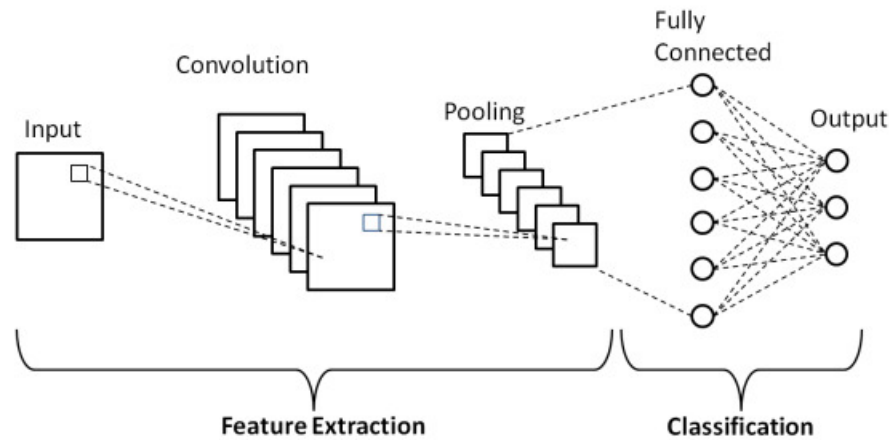 Fully
Connected
Convolution
Pooling
Output
Input
Feature Extraction
Classification